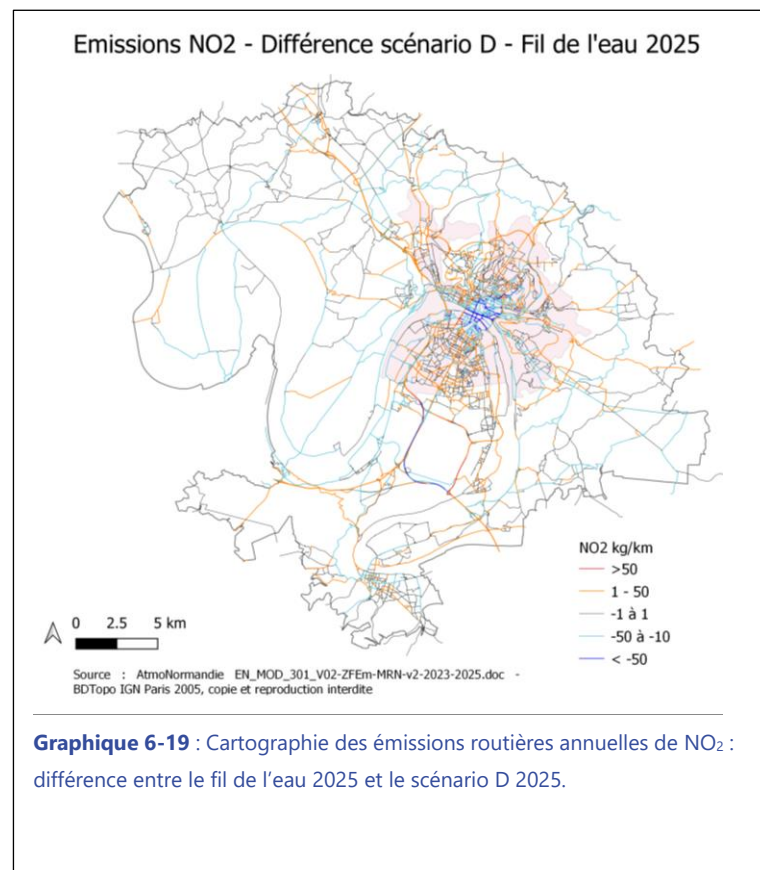 Emissions NO2 - Différence scénario D - Fil de l'eau 2025
NO2 kg/km
>50
1 - 50
-1 à 1
-50 à -10
< -50
0 2.5 5 km
Source : AtmoNormandie EN_MOD_301_V02-ZFEm-MRN-v2-2023-2025.doc -
BDTopo IGN Paris 2005, copie et reproduction interdite
Graphique 6-19 : Cartographie des émissions routières annuelles de NO₂ :
différence entre le fil de l’eau 2025 et le scénario D 2025.